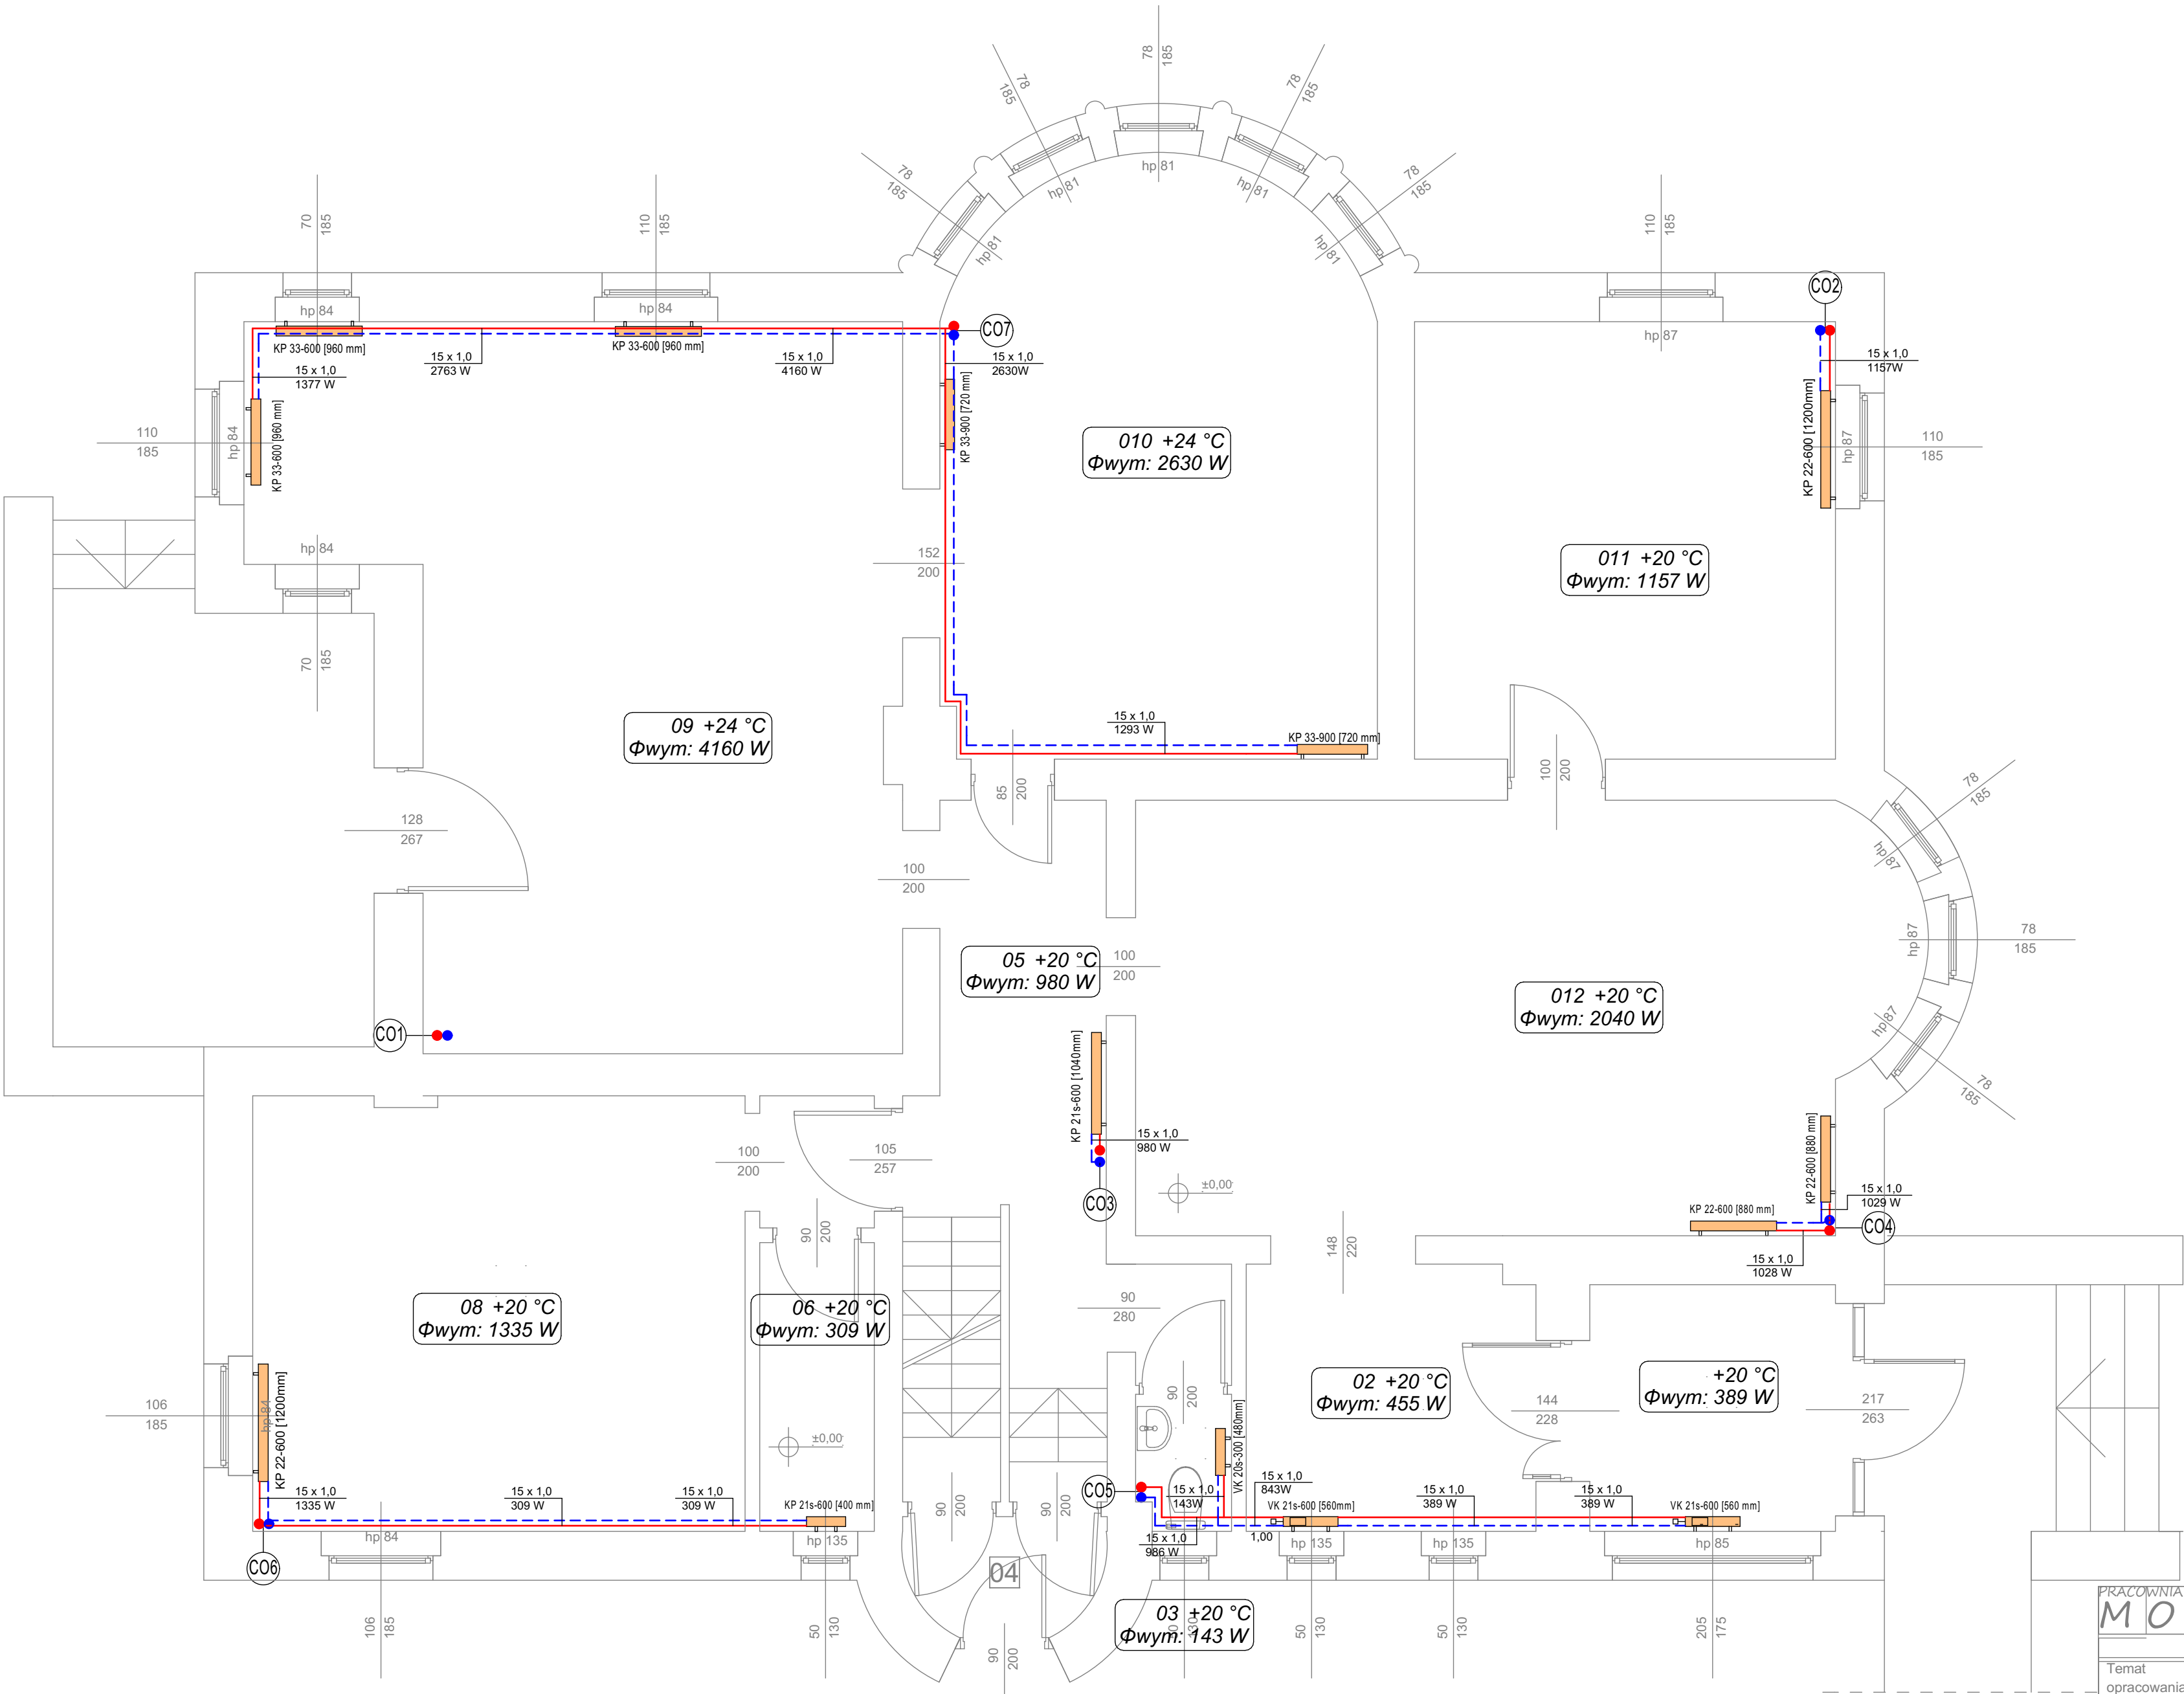 78
185
78
185
78
185
78
185
78
185
hp 81
hp 81
hp 81
hp 81
hp 81
70
185
110
185
110
185
hp 84
hp 84
hp 87
CO2
CO7
KP 33-600 [960 mm]
KP 33-600 [960 mm]
15 x 1,0
1377 W
15 x 1,0
2763 W
15 x 1,0
4160 W
15 x 1,0
2630W
15 x 1,0
1157W
KP 33-600 [960 mm]
KP 33-900 [720 mm]
KP 22-600 [1200mm]
110
185
hp 84
hp 87
110
185
010 +24 °C
Φwym: 2630 W
011 +20 °C
Φwym: 1157 W
hp 84
152
200
70
185
09 +24 °C
Φwym: 4160 W
15 x 1,0
1293 W
KP 33-900 [720 mm]
85
200
100
200
78
185
hp 87
128
267
100
200
05 +20 °C
Φwym: 980 W
100
200
hp 87
78
185
012 +20 °C
Φwym: 2040 W
hp 87
78
185
CO1
KP 21s-600 [1040mm]
15 x 1,0
980 W
CO3
100
200
105
257
±0,00
KP 22-600 [880 mm]
15 x 1,0
1029 W
KP 22-600 [880 mm]
CO4
15 x 1,0
1028 W
90
200
148
220
90
280
08 +20 °C
Φwym: 1335 W
06 +20 °C
Φwym: 309 W
02 +20 °C
Φwym: 455 W
+20 °C
Φwym: 389 W
106
185
hp 84
KP 22-600 [1200mm]
±0,00
90
200
144
228
217
263
VK 20s-300 [480mm]
CO5
15 x 1,0
1335 W
15 x 1,0
309 W
15 x 1,0
309 W
KP 21s-600 [400 mm]
90
200
90
200
15 x 1,0
143W
15 x 1,0
843W
VK 21s-600 [560mm]
15 x 1,0
389 W
15 x 1,0
389 W
VK 21s-600 [560 mm]
15 x 1,0
986 W
1,00
hp 84
hp 135
hp 135
hp 135
hp 85
CO6
04
03 +20 °C
Φwym: 143 W
106
185
50
130
90
200
50
130
50
130
205
175
PRACOWNIA
M O
Temat
opracowania